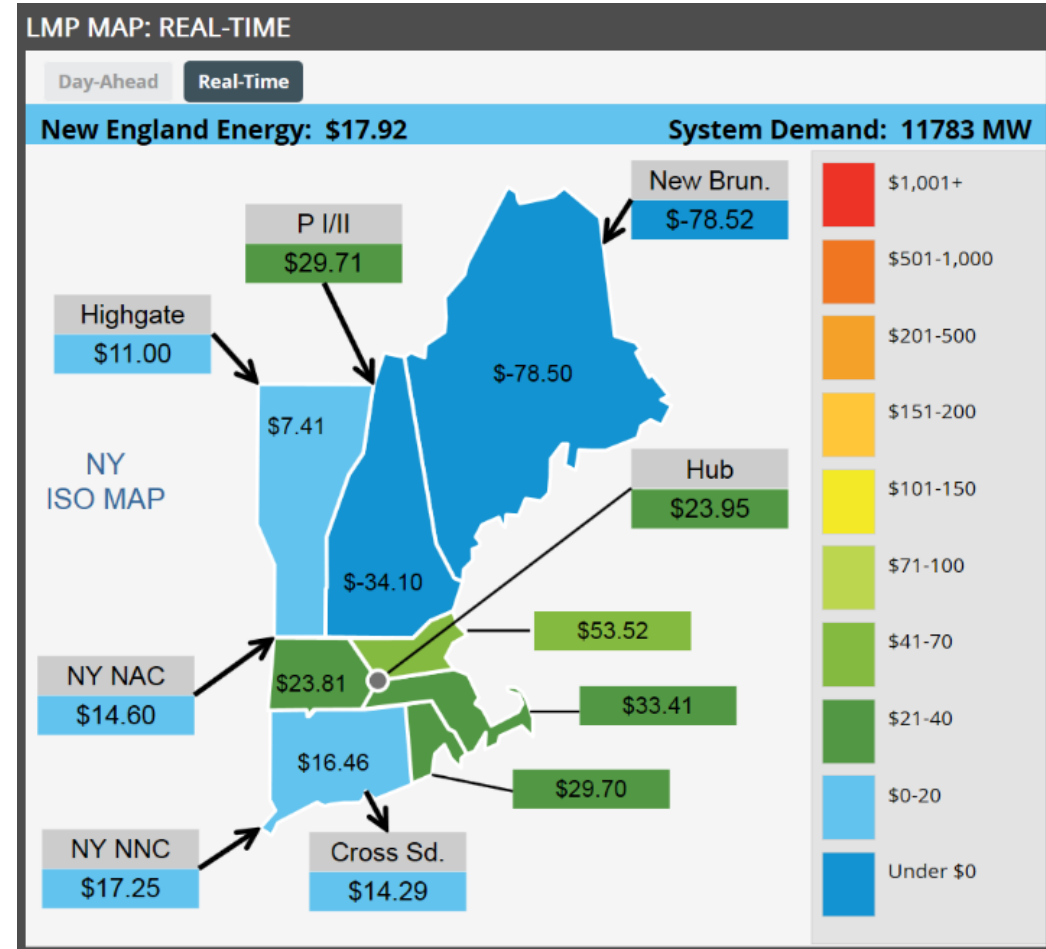 LMP MAP: REAL-TIME
Day-Ahead Real-Time
New England Energy: $17.92 System Demand: 11783 MW
New Brun.
$-78.52
P I/II
$29.71
Highgate
$11.00
$-78.50
$7.41
NY
ISO MAP
Hub
$23.95
$-34.10
$53.52
NY NAC
$14.60
$23.81
$33.41
$16.46
$29.70
NY NNC
$17.25
Cross Sd.
$14.29
$1,001+
$501-1,000
$201-500
$151-200
$101-150
$71-100
$41-70
$21-40
$0-20
Under $0